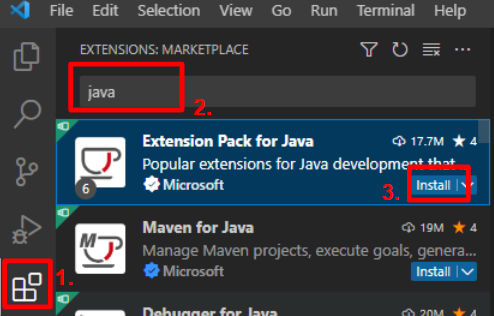 File Edit Selection View Go Run Terminal Help
EXTENSIONS: MARKETPLACE
java
2.
Extension Pack for Java 17.7M 4
Popular extensions for Java development that...
6 Microsoft 3. Install
Maven for Java 19M 4
Manage Maven projects, execute goals, genera...
Microsoft Install
1.
Debugger for Java 20M 4